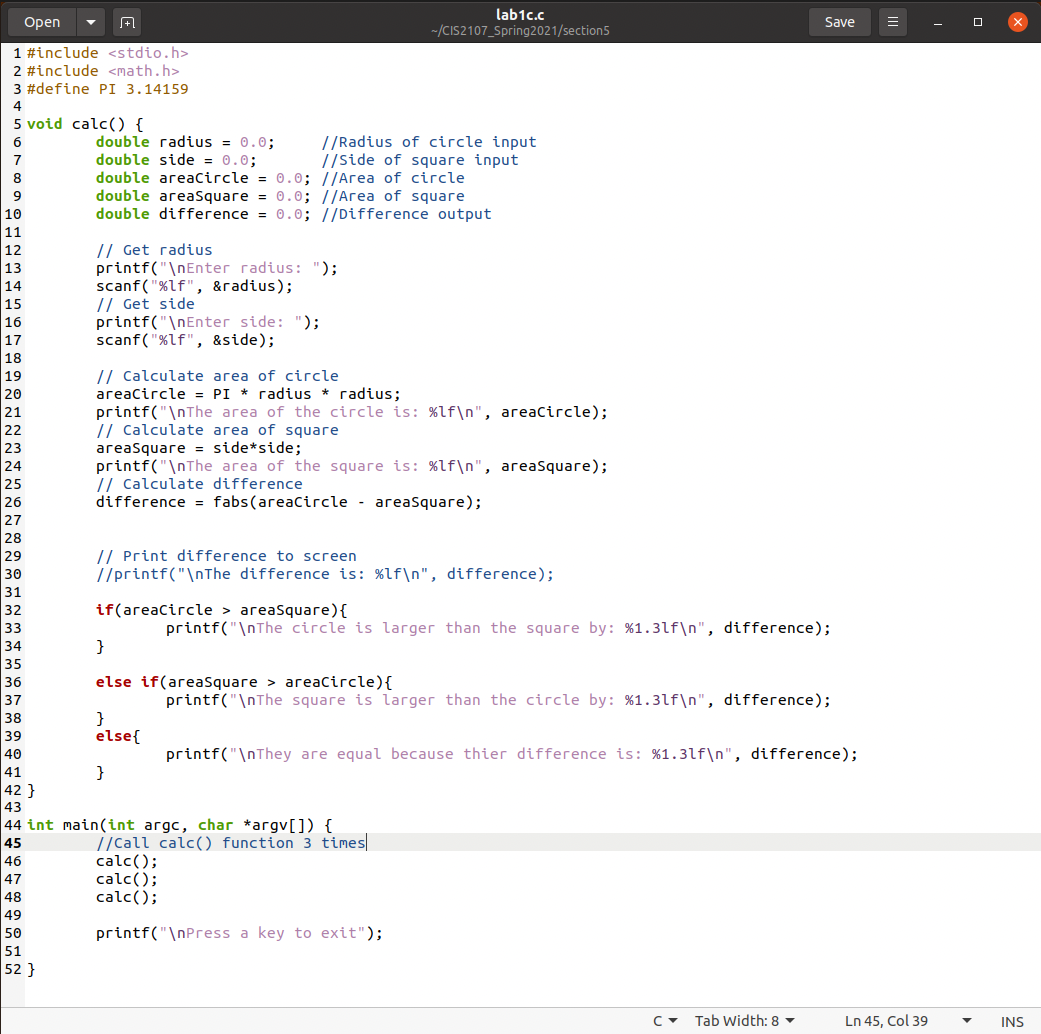 Open
lab1c.c
~/CIS2107_Spring2021/section5
Save
1 #include <stdio.h>
2 #include <math.h>
3 #define PI 3.14159
4
5 void calc() {
6         double radius = 0.0;     //Radius of circle input
7         double side = 0.0;       //Side of square input
8         double areaCircle = 0.0; //Area of circle
9         double areaSquare = 0.0; //Area of square
10         double difference = 0.0; //Difference output
11
12         // Get radius
13         printf("\nEnter radius: ");
14         scanf("%lf", &radius);
15         // Get side
16         printf("\nEnter side: ");
17         scanf("%lf", &side);
18
19         // Calculate area of circle
20         areaCircle = PI * radius * radius;
21         printf("\nThe area of the circle is: %lf\n", areaCircle);
22         // Calculate area of square
23         areaSquare = side*side;
24         printf("\nThe area of the square is: %lf\n", areaSquare);
25         // Calculate difference
26         difference = fabs(areaCircle - areaSquare);
27
28
29         // Print difference to screen
30         //printf("\nThe difference is: %lf\n", difference);
31
32         if(areaCircle > areaSquare){
33                 printf("\nThe circle is larger than the square by: %1.3lf\n", difference);
34         }
35
36         else if(areaSquare > areaCircle){
37                 printf("\nThe square is larger than the circle by: %1.3lf\n", difference);
38         }
39         else{
40                 printf("\nThey are equal because thier difference is: %1.3lf\n", difference);
41         }
42 }
43
44 int main(int argc, char *argv[]) {
45         //Call calc() function 3 times
46         calc();
47         calc();
48         calc();
49
50         printf("\nPress a key to exit");
51
52 }
C Tab Width: 8 Ln 45, Col 39 INS